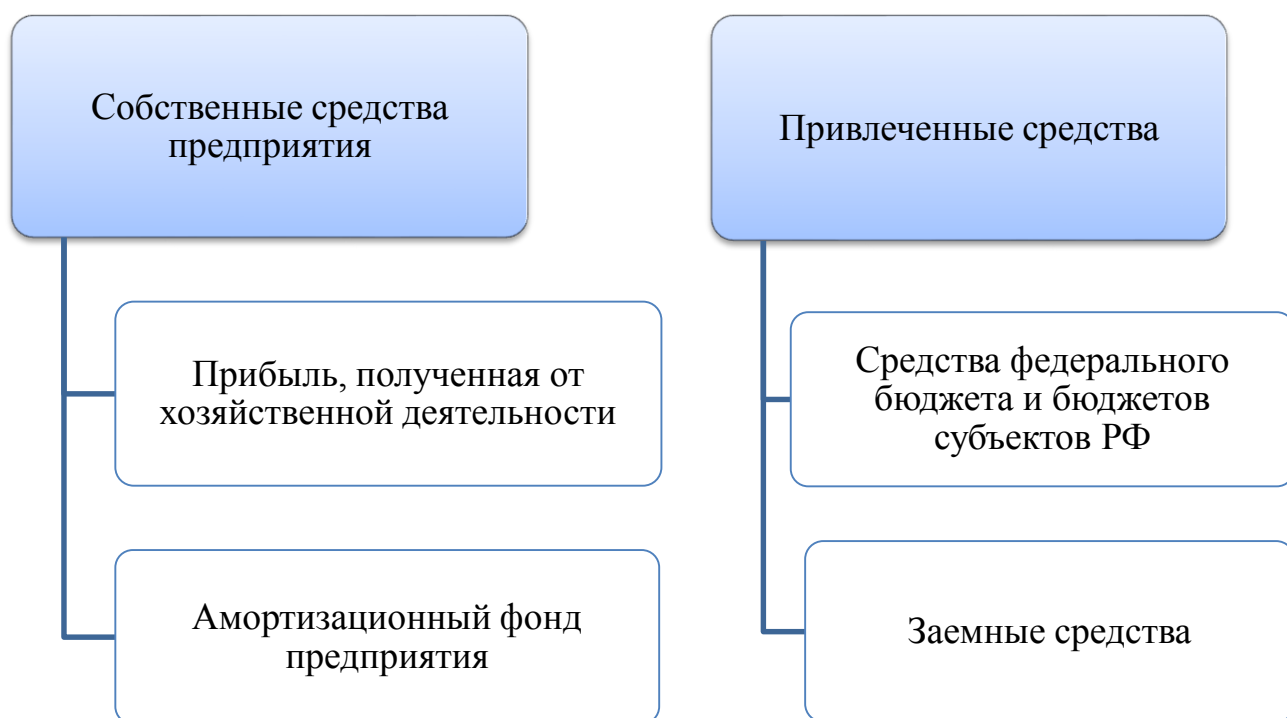 Собственные средства
предприятия
Прибыль, полученная от
хозяйственной деятельности
Амортизационный фонд
предприятия
Привлеченные средства
Средства федерального
бюджета и бюджетов
субъектов РФ
Заемные средства